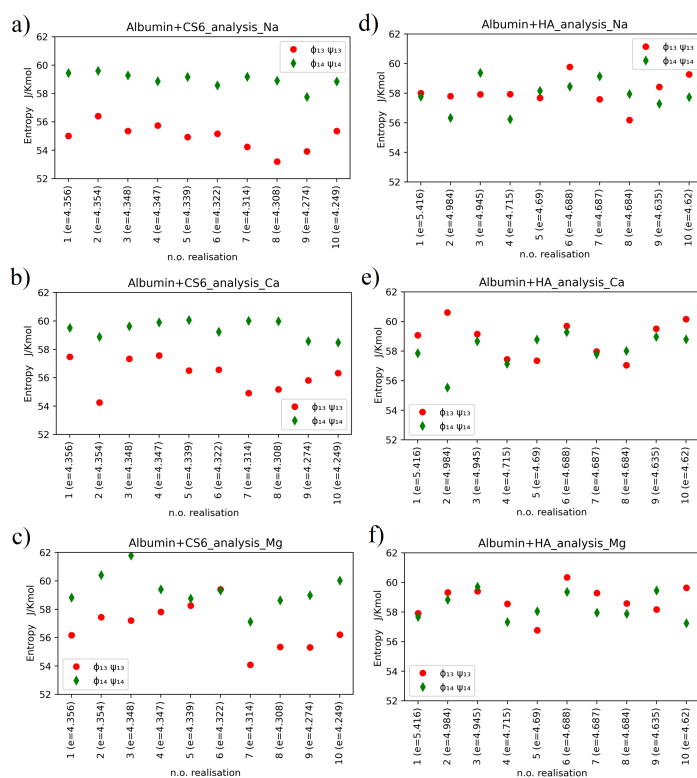 a)
Albumin+CS6_analysis_Na
Entropy J/Kmol
62
60
58
56
54
52
ϕ₁₃ ψ₁₃
ϕ₁₄ ψ₁₄
1 (e=4.356)
2 (e=4.354)
3 (e=4.348)
4 (e=4.347)
5 (e=4.339)
6 (e=4.322)
7 (e=4.314)
8 (e=4.308)
9 (e=4.274)
10 (e=4.249)
n.o. realisation
d)
Albumin+HA_analysis_Na
Entropy J/Kmol
62
60
58
56
54
52
ϕ₁₃ ψ₁₃
ϕ₁₄ ψ₁₄
1 (e=5.416)
2 (e=4.984)
3 (e=4.945)
4 (e=4.715)
5 (e=4.69)
6 (e=4.688)
7 (e=4.687)
8 (e=4.684)
9 (e=4.635)
10 (e=4.62)
n.o. realisation
b)
Albumin+CS6_analysis_Ca
Entropy J/Kmol
62
60
58
56
54
52
ϕ₁₃ ψ₁₃
ϕ₁₄ ψ₁₄
1 (e=4.356)
2 (e=4.354)
3 (e=4.348)
4 (e=4.347)
5 (e=4.339)
6 (e=4.322)
7 (e=4.314)
8 (e=4.308)
9 (e=4.274)
10 (e=4.249)
n.o. realisation
e)
Albumin+HA_analysis_Ca
Entropy J/Kmol
62
60
58
56
54
52
ϕ₁₃ ψ₁₃
ϕ₁₄ ψ₁₄
1 (e=5.416)
2 (e=4.984)
3 (e=4.945)
4 (e=4.715)
5 (e=4.69)
6 (e=4.688)
7 (e=4.687)
8 (e=4.684)
9 (e=4.635)
10 (e=4.62)
n.o. realisation
c)
Albumin+CS6_analysis_Mg
Entropy J/Kmol
62
60
58
56
54
52
ϕ₁₃ ψ₁₃
ϕ₁₄ ψ₁₄
1 (e=4.356)
2 (e=4.354)
3 (e=4.348)
4 (e=4.347)
5 (e=4.339)
6 (e=4.322)
7 (e=4.314)
8 (e=4.308)
9 (e=4.274)
10 (e=4.249)
n.o. realisation
f)
Albumin+HA_analysis_Mg
Entropy J/Kmol
62
60
58
56
54
52
ϕ₁₃ ψ₁₃
ϕ₁₄ ψ₁₄
1 (e=5.416)
2 (e=4.984)
3 (e=4.945)
4 (e=4.715)
5 (e=4.69)
6 (e=4.688)
7 (e=4.687)
8 (e=4.684)
9 (e=4.635)
10 (e=4.62)
n.o. realisation